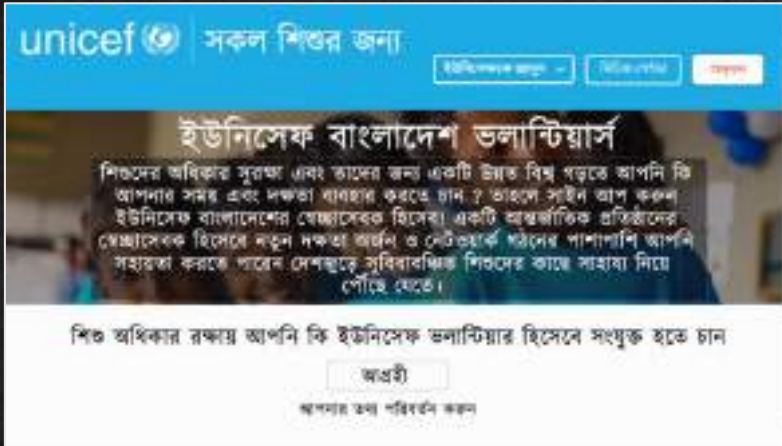 unicef সকল শিশুর জন্য
ইউনিসেফ বাংলাদেশ ভলান্টিয়ার্স
শিশুদের অধিকার সুরক্ষা এবং তাদের জন্য একটি উন্নত বিশ্ব গড়তে আপনি কি
আপনার সময় এবং দক্ষতা ব্যবহার করতে চান ? তাহলে সাইন আপ করুন
ইউনিসেফ বাংলাদেশের স্বেচ্ছাসেবক হিসেবে। একটি আন্তর্জাতিক প্রতিষ্ঠানের
স্বেচ্ছাসেবক হিসেবে নতুন দক্ষতা অর্জন ও নেটওয়ার্ক গঠনের পাশাপাশি আপনি
সহায়তা করতে পারেন দেশজুড়ে সুবিধাবঞ্চিত শিশুদের কাছে সাহায্য নিয়ে
পৌঁছে যেতে।
শিশু অধিকার রক্ষায় আপনি কি ইউনিসেফ ভলান্টিয়ার হিসেবে সংযুক্ত হতে চান
আগ্রহী
আপনার তথ্য পরিবর্তন করুন